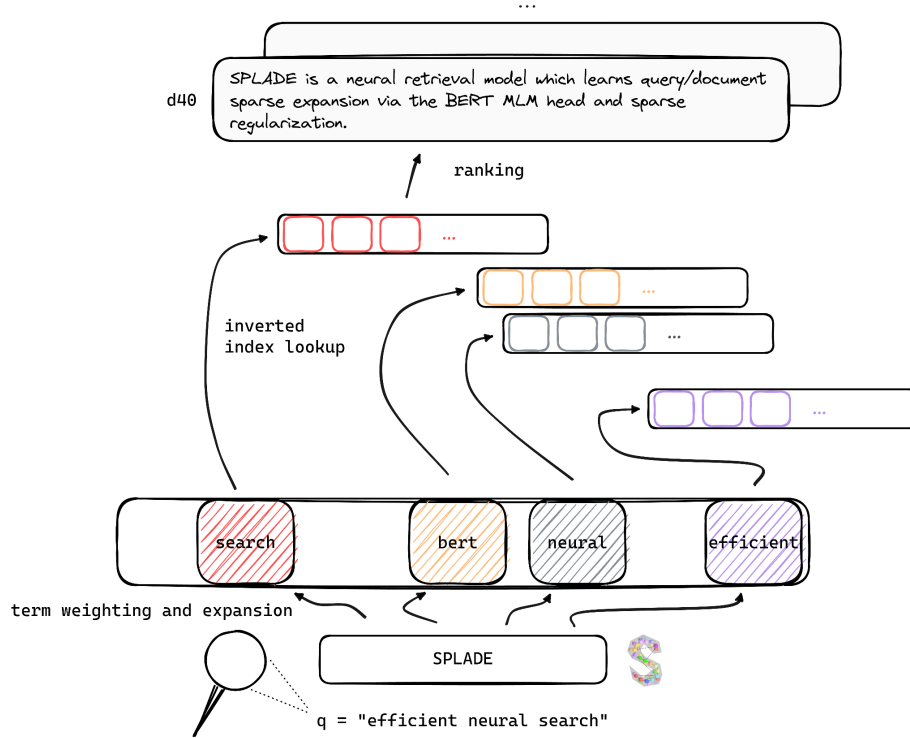 ...
d40
SPLADE is a neural retrieval model which learns query/document
sparse expansion via the BERT MLM head and sparse
regularization.
ranking
...
...
inverted
index lookup
...
...
search
bert
neural
efficient
term weighting and expansion
SPLADE
S
q = "efficient neural search"